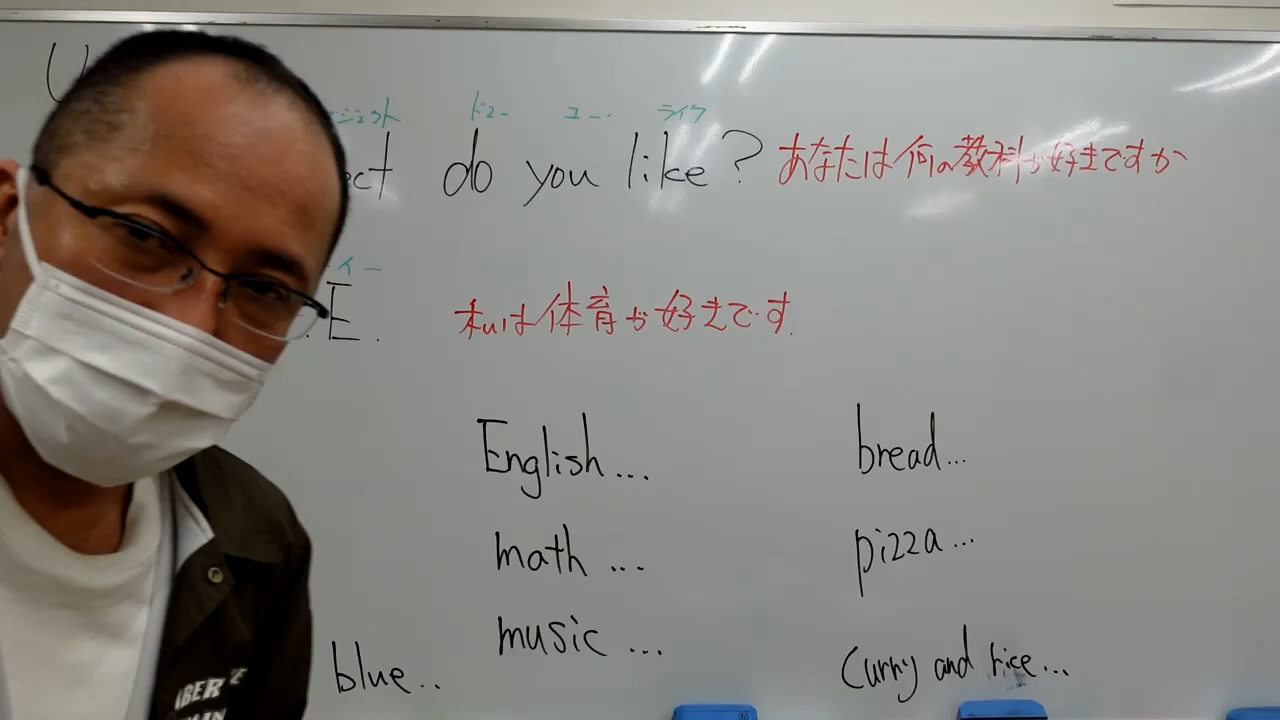 U
ジェクト ドゥー ユー ライク
ect do you like? あなたは何の教科が好きですか
イー
.E. 私は体育が好きです.
English... bread...
math ... pizza...
music ... Curry and rice...
blue..